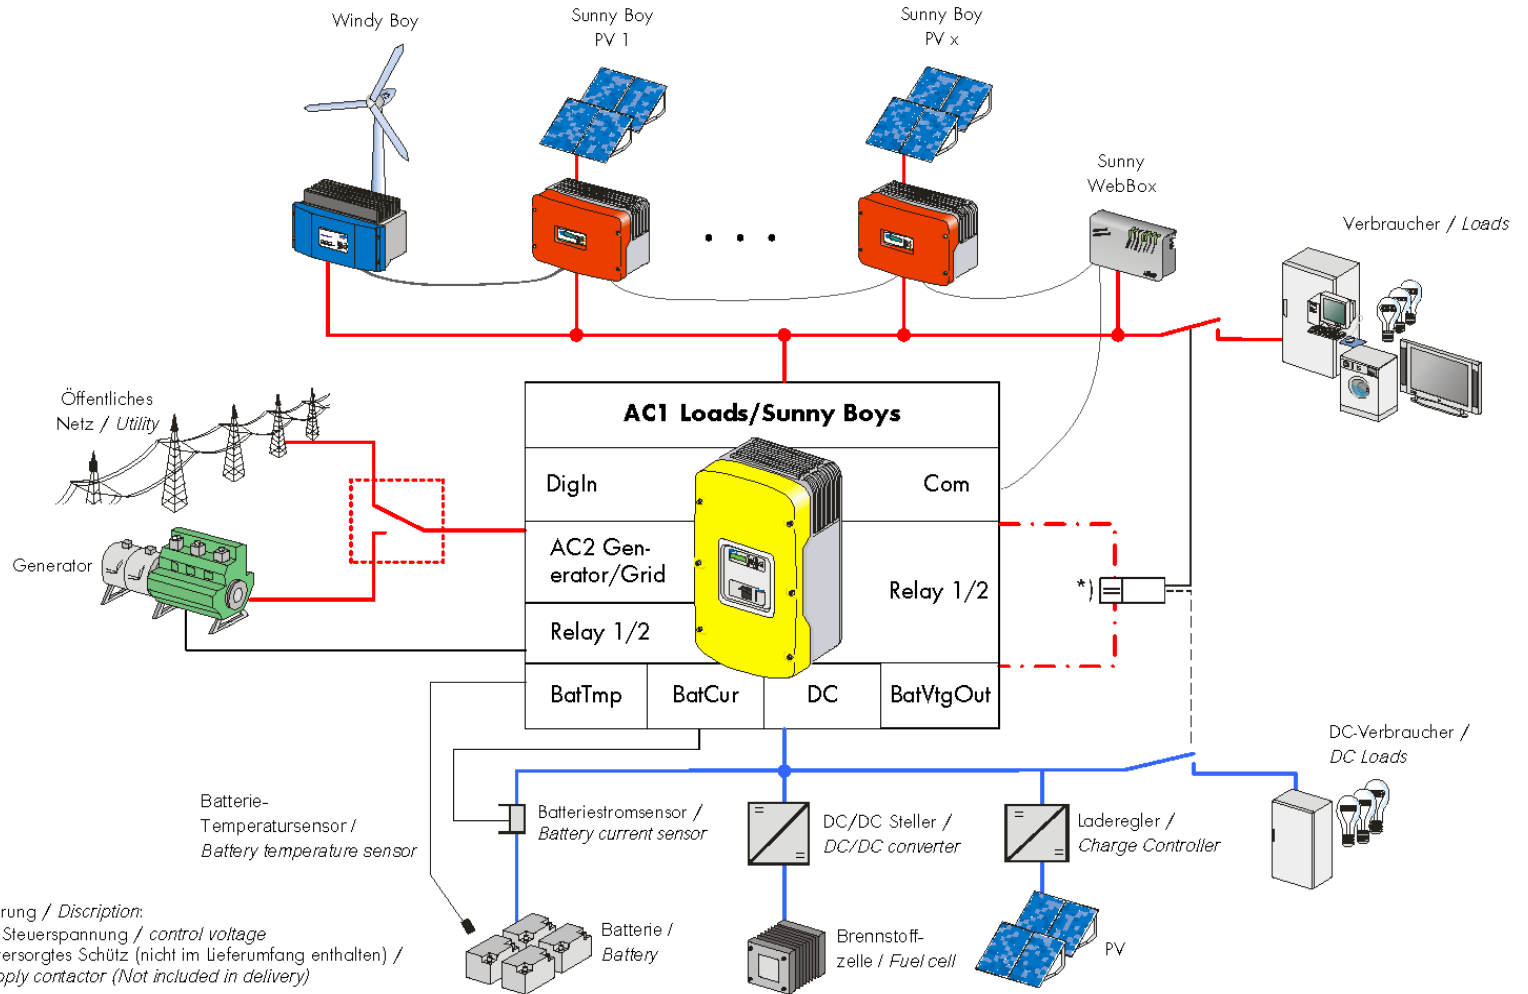 Windy Boy
Sunny Boy
PV 1
Sunny Boy
PV x
Sunny
WebBox
Verbraucher / Loads
Öffentliches
Netz / Utility
Generator
AC1 Loads/Sunny Boys
DigIn
Com
AC2 Gen-
erator/Grid
Relay 1/2
Relay 1/2
*)
BatTmp
BatCur
DC
BatVtgOut
DC-Verbraucher /
DC Loads
Batterie-
Temperatursensor /
Battery temperature sensor
Batteriestromsensor /
Battery current sensor
DC/DC Steller /
DC/DC converter
Laderegler /
Charge Controller
Batterie /
Battery
Brennstoff-
zelle / Fuel cell
PV
rung / Discription:
Steuerspannung / control voltage
ersorgtes Schütz (nicht im Lieferumfang enthalten) /
pply contactor (Not included in delivery)